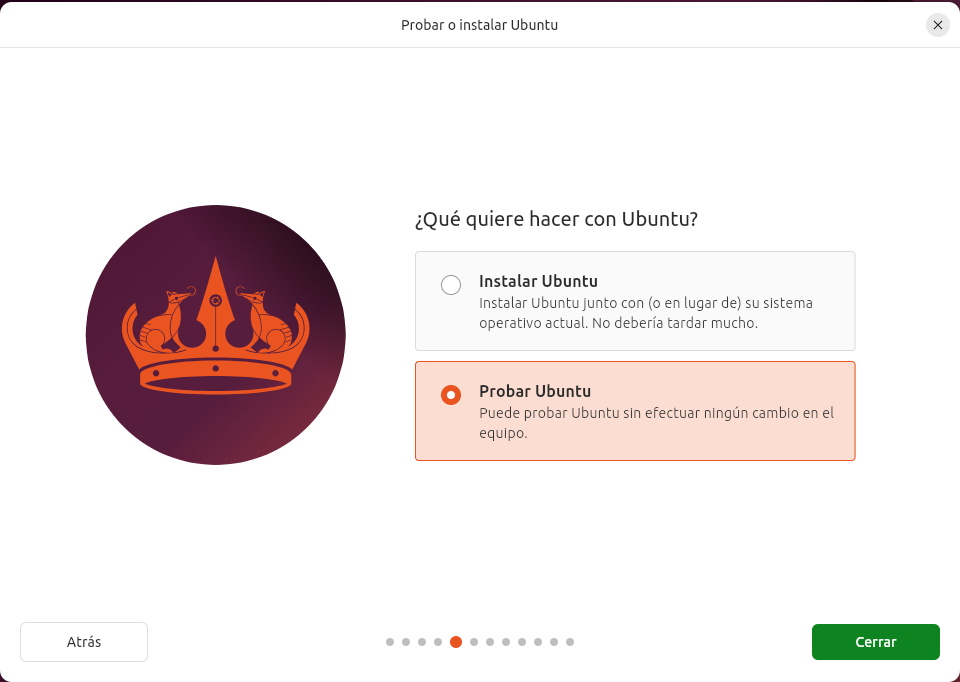 Probar o instalar Ubuntu
¿Qué quiere hacer con Ubuntu?
Instalar Ubuntu
Instalar Ubuntu junto con (o en lugar de) su sistema
operativo actual. No debería tardar mucho.
Probar Ubuntu
Puede probar Ubuntu sin efectuar ningún cambio en el
equipo.
Atrás
Cerrar